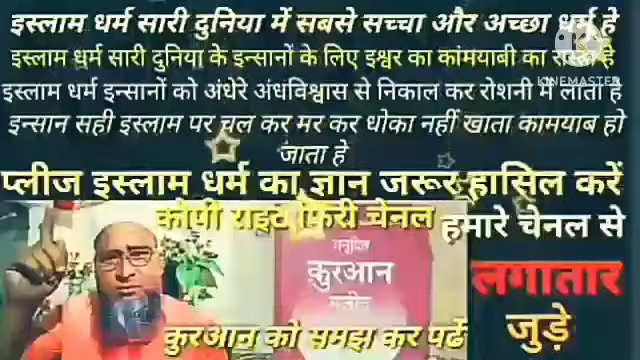 इस्लाम धर्म सारी दुनिया में सबसे सच्चा और अच्छा धर्म हे
इस्लाम धर्म सारी दुनिया के इन्सानों के लिए इश्वर का कांमयाबी का रास्ता हे
KINEMASTER
इस्लाम धर्म इन्सानों को अंधेरे अंधविश्वास से निकाल कर रोशनी में लाता हे
इन्सान सही इस्लाम पर चल कर मर कर धोका नहीं खाता कामयाब हो
जाता हे
प्लीज इस्लाम धर्म का ज्ञान जरूर हासिल करें
कोपी राइट फिरी चेनल
हमारे चेनल से
क़ुरआन
लगातार
जुड़े
कुरआन को समझ कर पढें